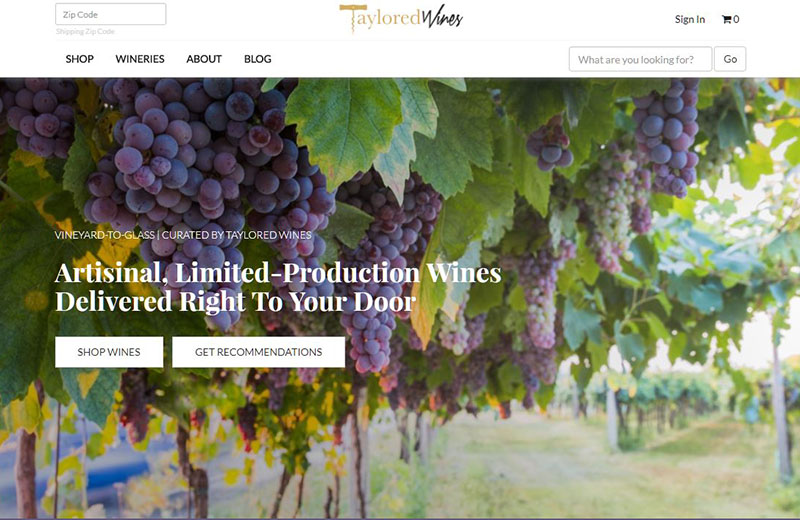 Zip Code
Shipping Zip Code
Taylored Wines
Sign In
0
SHOP
WINERIES
ABOUT
BLOG
What are you looking for?
Go
VINEYARD-TO-GLASS | CURATED BY TAYLORED WINES
Artisinal, Limited-Production Wines
Delivered Right To Your Door
SHOP WINES
GET RECOMMENDATIONS